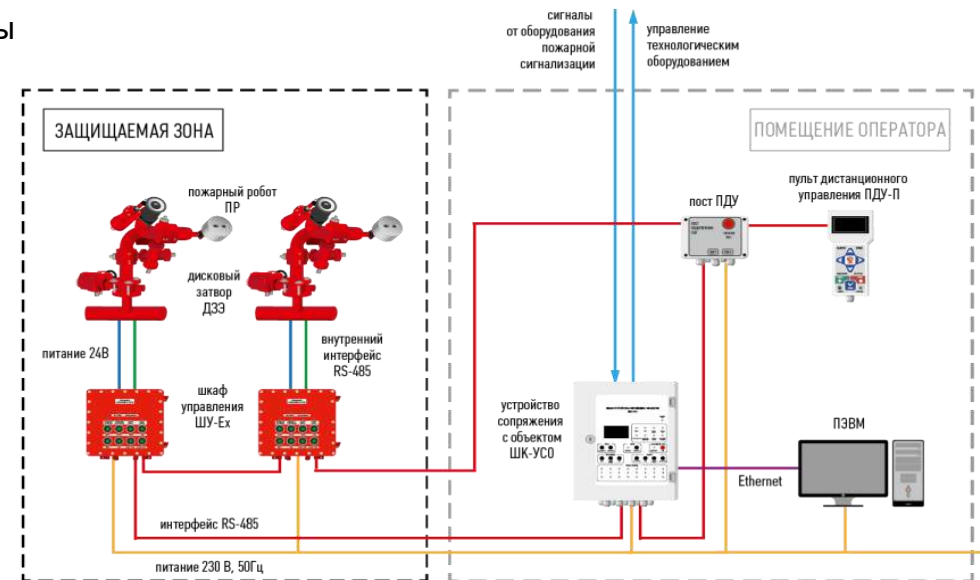 ы
сигналы
от оборудования
пожарной
сигнализации
управление
технологическим
оборудованием
ЗАЩИЩАЕМАЯ ЗОНА
ПОМЕЩЕНИЕ ОПЕРАТОРА
пожарный робот
ПР
дисковый
затвор
ДЗЭ
питание 24В
внутренний
интерфейс
RS-485
шкаф
управления
ШУ-Ех
интерфейс RS-485
питание 230 В, 50Гц
пост ПДУ
пульт дистанционного
управления ПДУ-П
устройство
сопряжения
с объектом
ШК-УСО
Ethernet
ПЭВМ